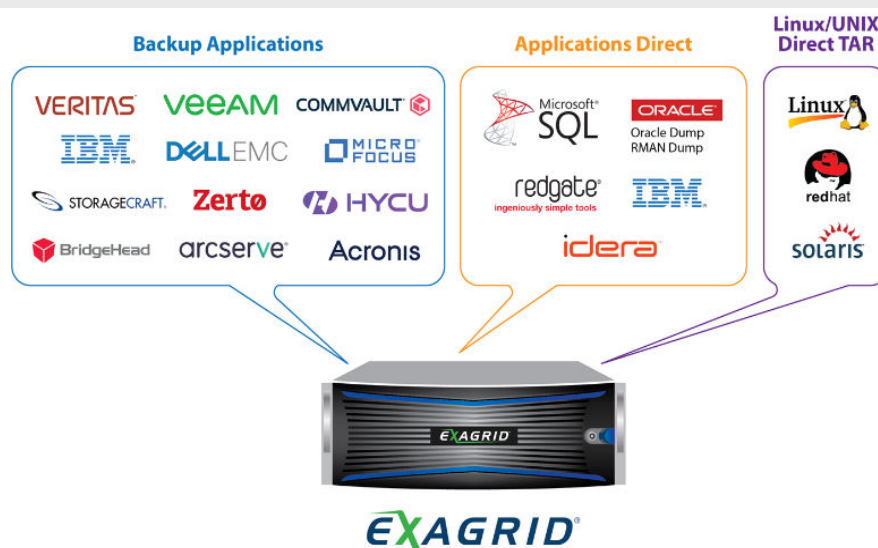 Backup Applications
VERITAS
VEEAM
COMMVAULT
IBM
DELLEMC
MICRO
FOCUS
STORAGECRAFT
Zerto
HYCU
BridgeHead
arcserve
Acronis
Applications Direct
Microsoft®
SQL
ORACLE
Oracle Dump
RMAN Dump
redgate
ingeniously simple tools
IBM
idera
Linux/UNIX
Direct TAR
Linux
redhat
solaris
EXAGRID
EXAGRID®